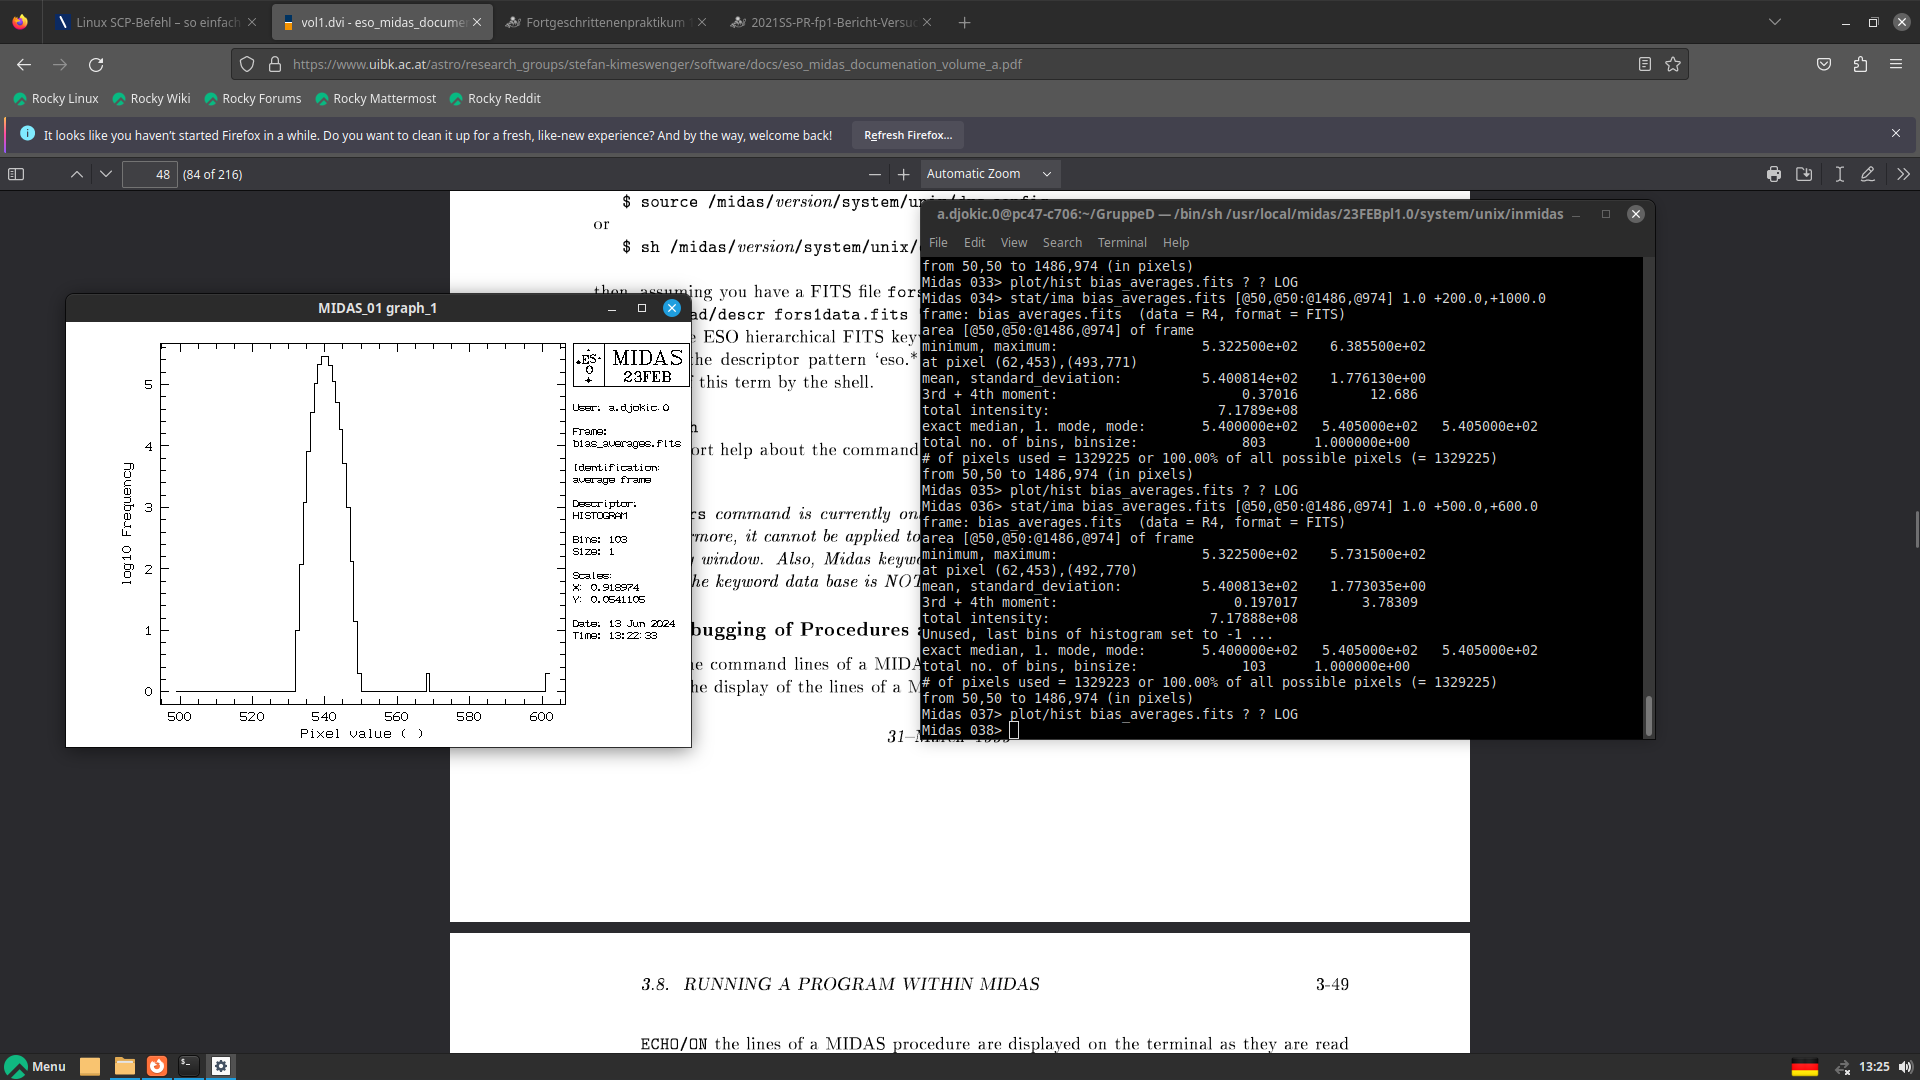 Linux SCP-Befehl – so einfach
vol1.dvi - eso_midas_docume
Fortgeschrittenenpraktikum
2021SS-PR-fp1-Bericht-Versuc
https://www.uibk.ac.at/astro/research_groups/stefan-kimeswenger/software/docs/eso_midas_documenation_volume_a.pdf
Rocky Linux
Rocky Wiki
Rocky Forums
Rocky Mattermost
Rocky Reddit
It looks like you haven't started Firefox in a while. Do you want to clean it up for a fresh, like-new experience? And by the way, welcome back!
Refresh Firefox...
48
(84 of 216)
Automatic Zoom
$ source /midas/version/system/un
or
$ sh /midas/version/system/unix/
then, assuming you have a FITS file fors
ad/descr fors1data.fits
e ESO hierarchical FITS key
the descriptor pattern ‘eso.*
f this term by the shell.
n
ort help about the command
rs command is currently on
rmore, it cannot be applied to
window. Also, Midas keyw
he keyword data base is NOT
bugging of Procedures
e command lines of a MIDA
he display of the lines of a M
3.8. RUNNING A PROGRAM WITHIN MIDAS
3-49
ECHO/ON the lines of a MIDAS procedure are displayed on the terminal as they are read
MIDAS_01 graph_1
log10 Frequency
5
4
3
2
1
0
500
520
540
560
580
600
Pixel value ( )
ES
O
MIDAS
23FEB
User: a.djokic.0
Frame:
bias_averages.fits
Identification:
average frame
Descriptor:
HISTOGRAM
Bins: 103
Size: 1
Scales:
X: 0.918974
Y: 0.0541105
Date: 13 Jun 2024
Time: 13:22:33
a.djokic.0@pc47-c706:~/GruppeD — /bin/sh /usr/local/midas/23FEBpl1.0/system/unix/inmidas
File
Edit
View
Search
Terminal
Help
from 50,50 to 1486,974 (in pixels)
Midas 033> plot/hist bias_averages.fits ? ? LOG
Midas 034> stat/ima bias_averages.fits [@50,@50:@1486,@974] 1.0 +200.0,+1000.0
frame: bias_averages.fits (data = R4, format = FITS)
area [@50,@50:@1486,@974] of frame
minimum, maximum: 5.322500e+02 6.385500e+02
at pixel (62,453),(493,771)
mean, standard_deviation: 5.400814e+02 1.776130e+00
3rd + 4th moment: 0.37016 12.686
total intensity: 7.1789e+08
exact median, 1. mode, mode: 5.400000e+02 5.405000e+02 5.405000e+02
total no. of bins, binsize: 803 1.000000e+00
# of pixels used = 1329225 or 100.00% of all possible pixels (= 1329225)
from 50,50 to 1486,974 (in pixels)
Midas 035> plot/hist bias_averages.fits ? ? LOG
Midas 036> stat/ima bias_averages.fits [@50,@50:@1486,@974] 1.0 +500.0,+600.0
frame: bias_averages.fits (data = R4, format = FITS)
area [@50,@50:@1486,@974] of frame
minimum, maximum: 5.322500e+02 5.731500e+02
at pixel (62,453),(492,770)
mean, standard_deviation: 5.400813e+02 1.773035e+00
3rd + 4th moment: 0.197017 3.78309
total intensity: 7.17888e+08
Unused, last bins of histogram set to -1 ...
exact median, 1. mode, mode: 5.400000e+02 5.405000e+02 5.405000e+02
total no. of bins, binsize: 103 1.000000e+00
# of pixels used = 1329223 or 100.00% of all possible pixels (= 1329225)
from 50,50 to 1486,974 (in pixels)
Midas 037> plot/hist bias_averages.fits ? ? LOG
Midas 038>
Menu
13:25